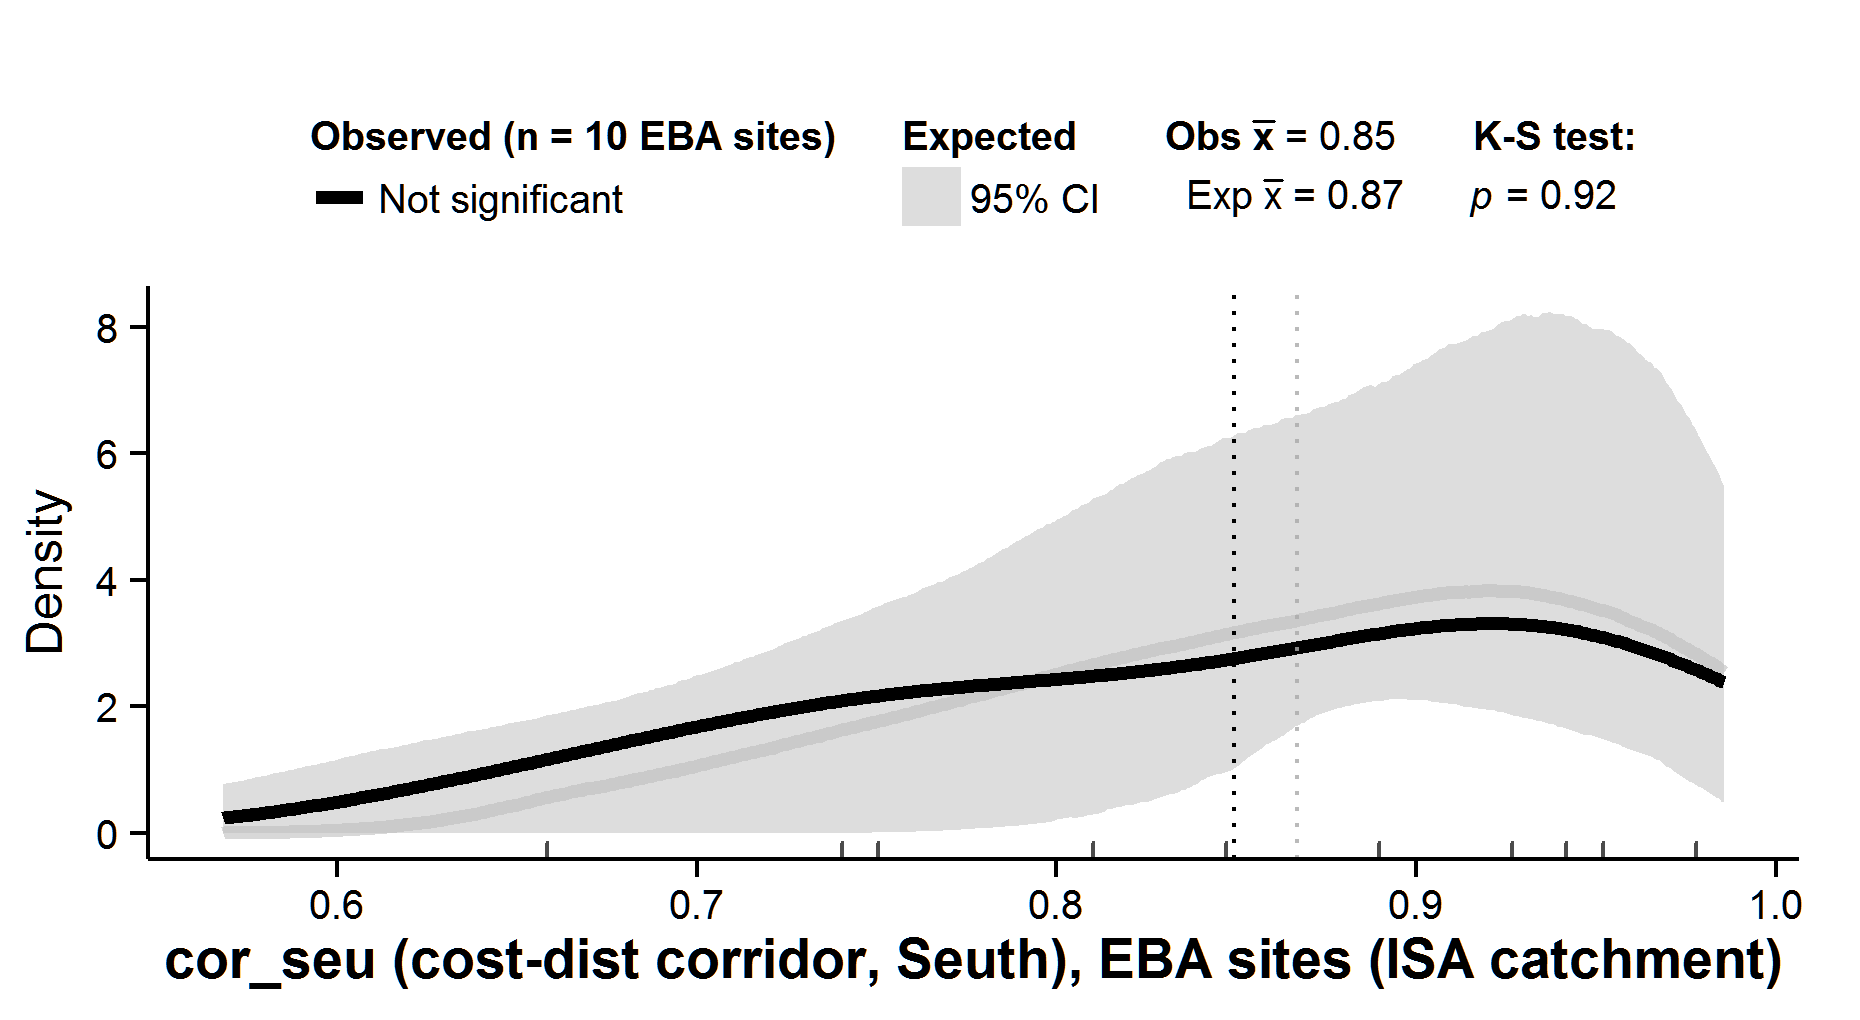 Observed (n = 10 EBA sites) Expected Obs x̅ = 0.85 K-S test:
Not significant 95% CI Exp x̅ = 0.87 p = 0.92
Density
8
6
4
2
0
0.6 0.7 0.8 0.9 1.0
cor_seu (cost-dist corridor, Seuth), EBA sites (ISA catchment)